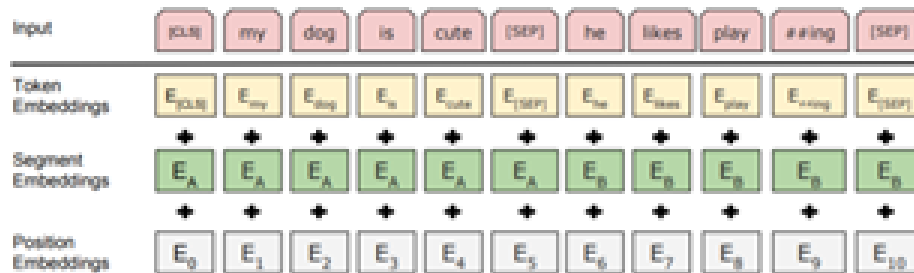 Input [CLS] my dog is cute [SEP] he likes play ##ing [SEP]
Token Embeddings E[CLS] Emy Edog Eis Ecute E[SEP] Ehe Elikes Eplay E##ing E[SEP]
+ + + + + + + + + + +
Segment Embeddings EA EA EA EA EA EA EB EB EB EB EB
+ + + + + + + + + + +
Position Embeddings E0 E1 E2 E3 E4 E5 E6 E7 E8 E9 E10